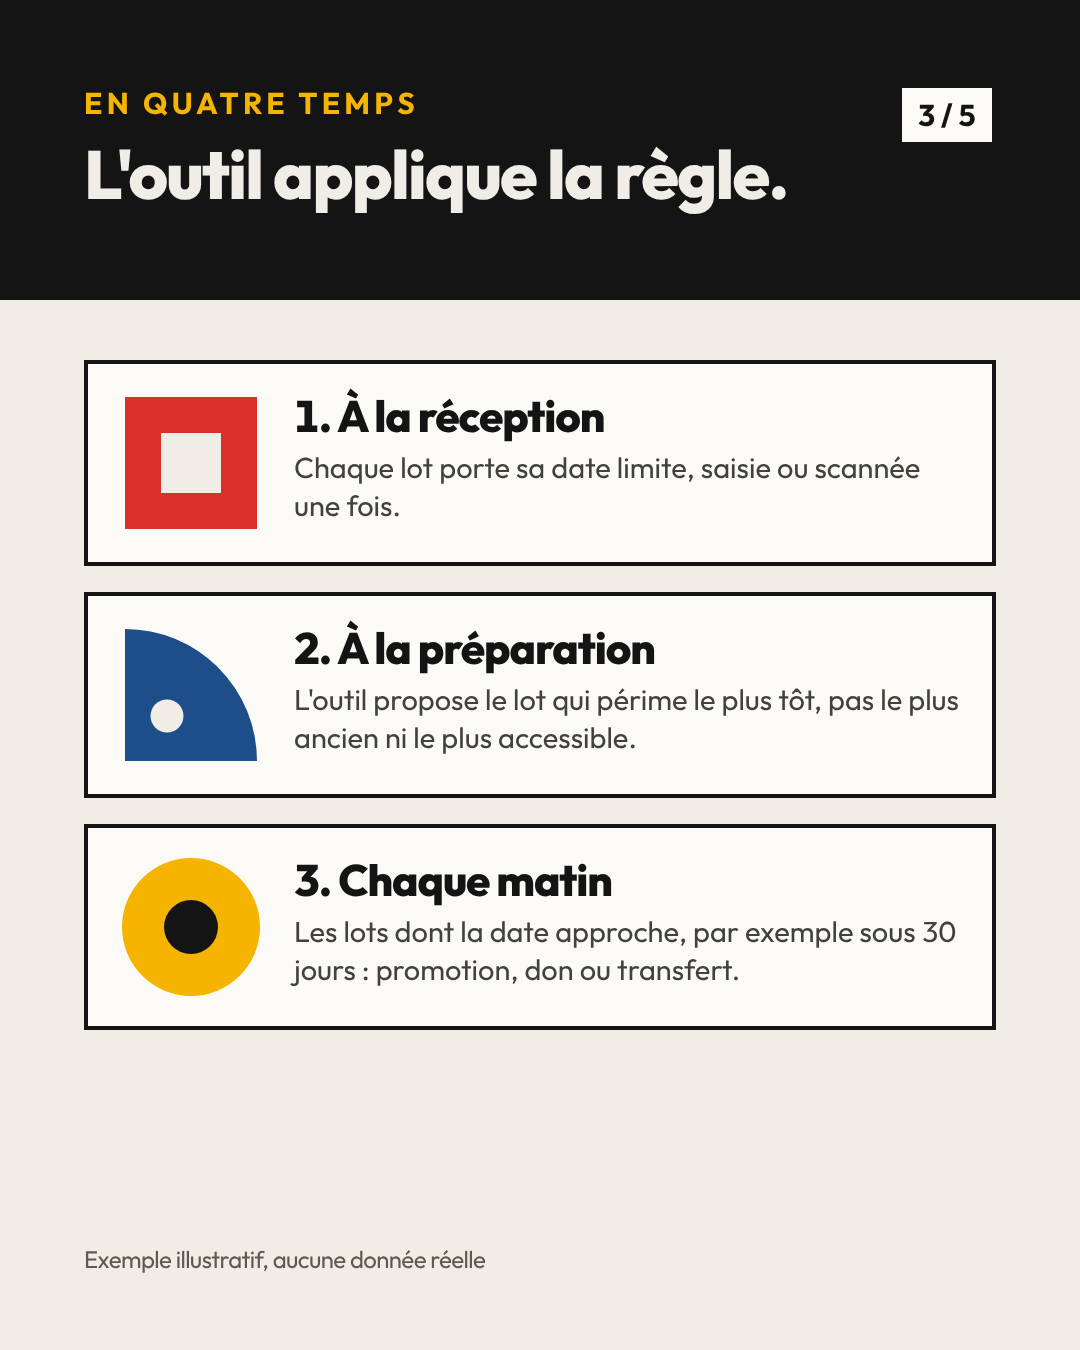 EN QUATRE TEMPS
3 / 5
L'outil applique la règle.
1. À la réception
Chaque lot porte sa date limite, saisie ou scannée
une fois.
2. À la préparation
L'outil propose le lot qui périme le plus tôt, pas le plus
ancien ni le plus accessible.
3. Chaque matin
Les lots dont la date approche, par exemple sous 30
jours : promotion, don ou transfert.
Exemple illustratif, aucune donnée réelle